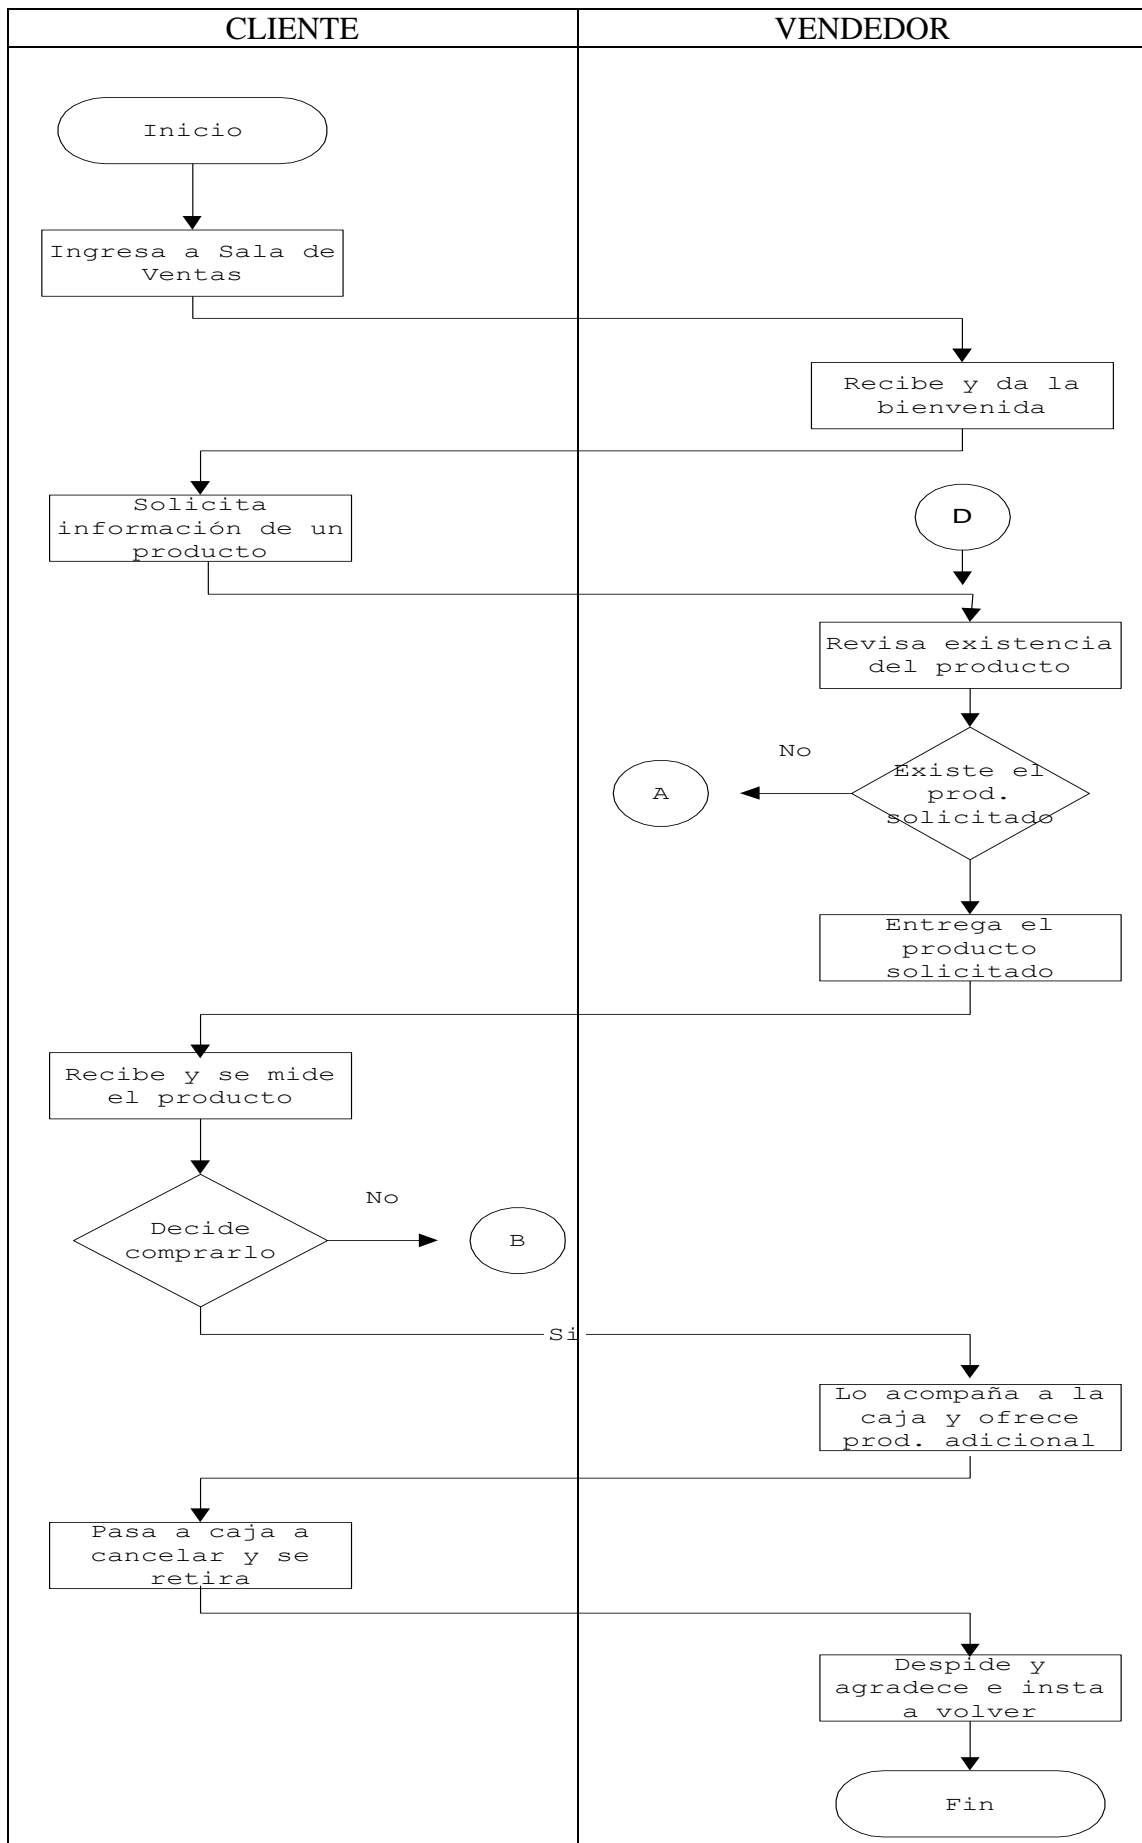 CLIENTE
VENDEDOR
Inicio
Ingresa a Sala de
Ventas
Recibe y da la
bienvenida
Solicita
información de un
producto
D
Revisa existencia
del producto
No
Existe el
prod.
solicitado
A
Entrega el
producto
solicitado
Recibe y se mide
el producto
No
Decide
comprarlo
B
Si
Lo acompaña a la
caja y ofrece
prod. adicional
Pasa a caja a
cancelar y se
retira
Despide y
agradece e insta
a volver
Fin